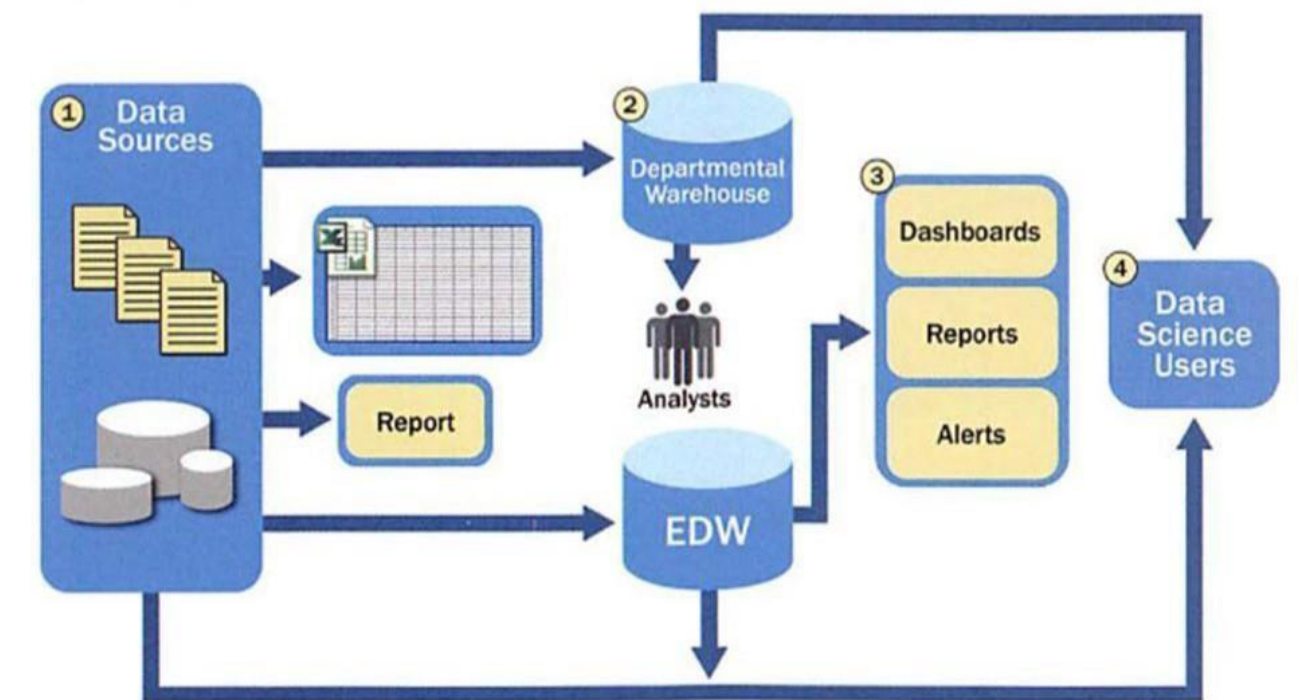 1
Data
Sources
2
Departmental
Warehouse
3
Dashboards
Reports
Alerts
4
Data
Science
Users
Analysts
Report
EDW